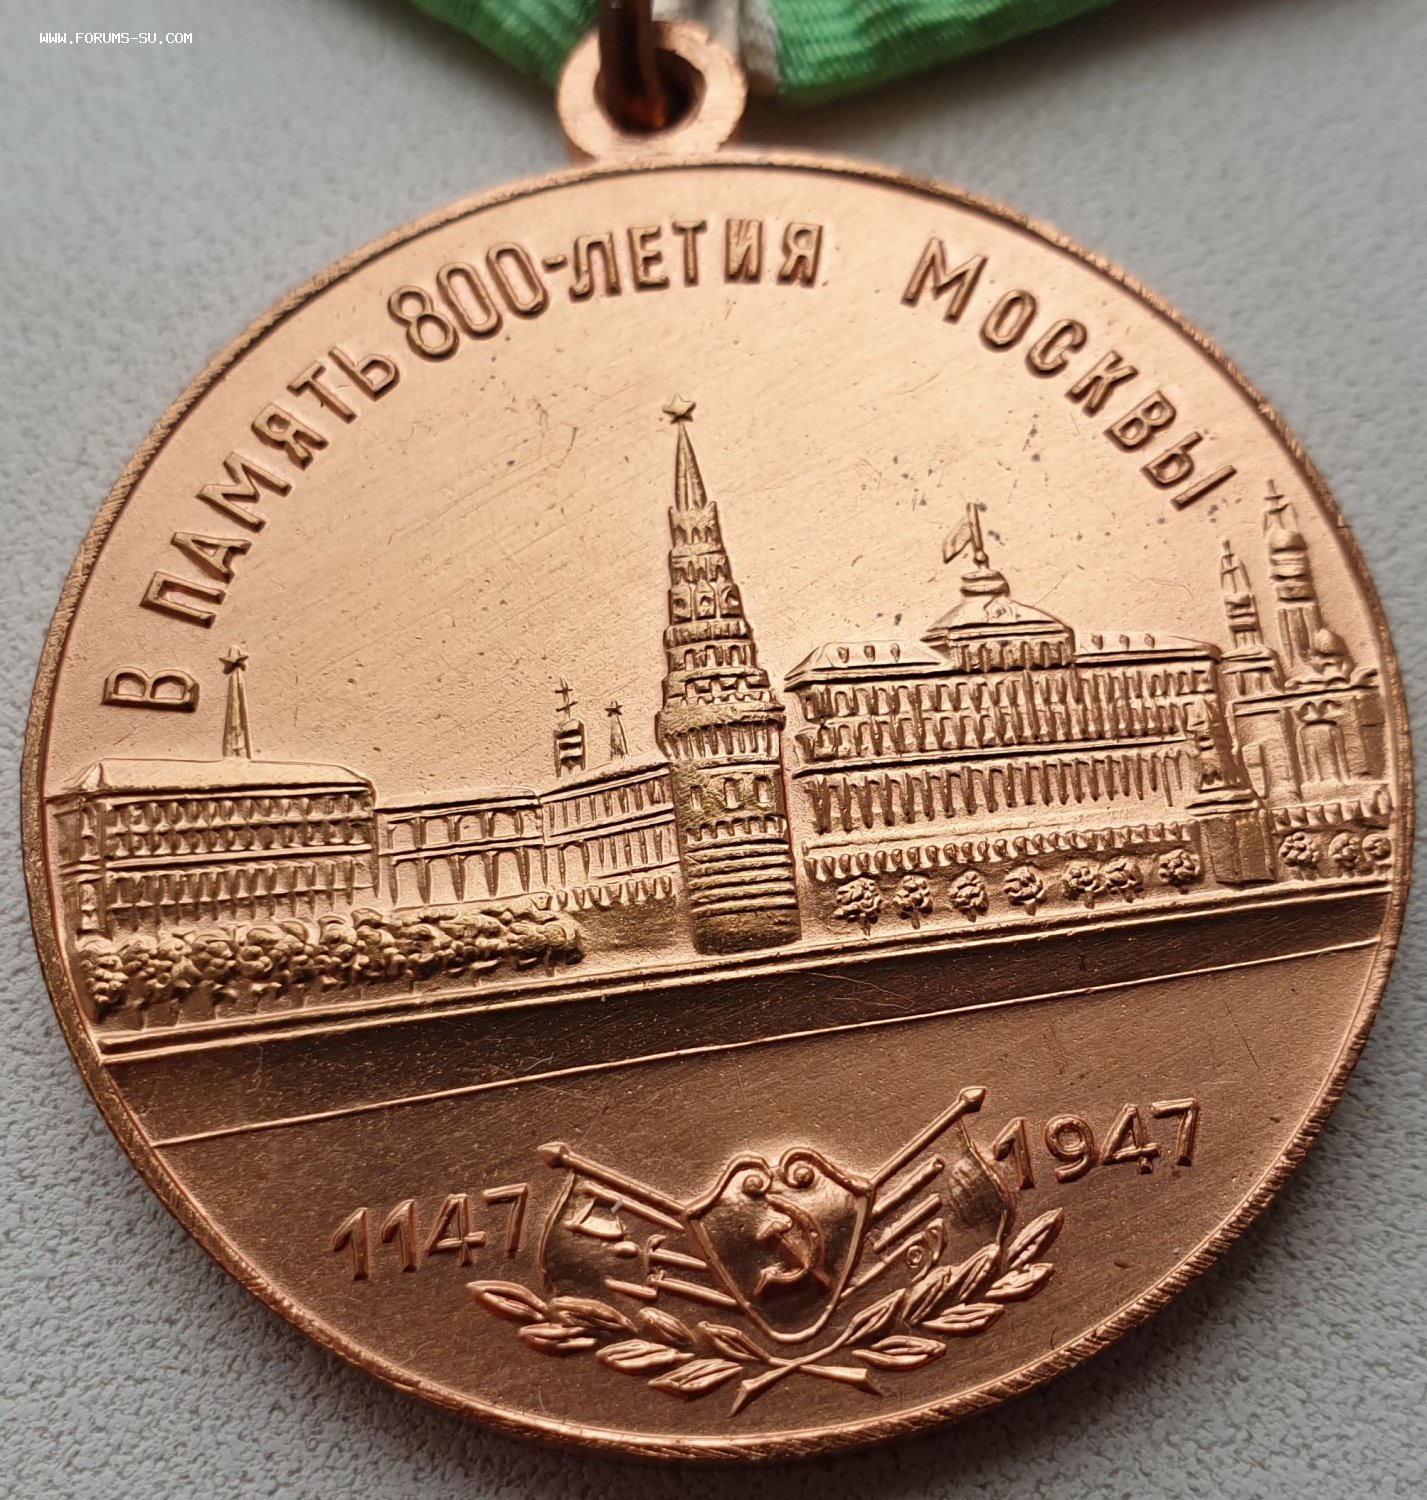 WWW.FORUMS-SU.COM
В ПАМЯТЬ 800-ЛЕТИЯ МОСКВЫ
1147 1947